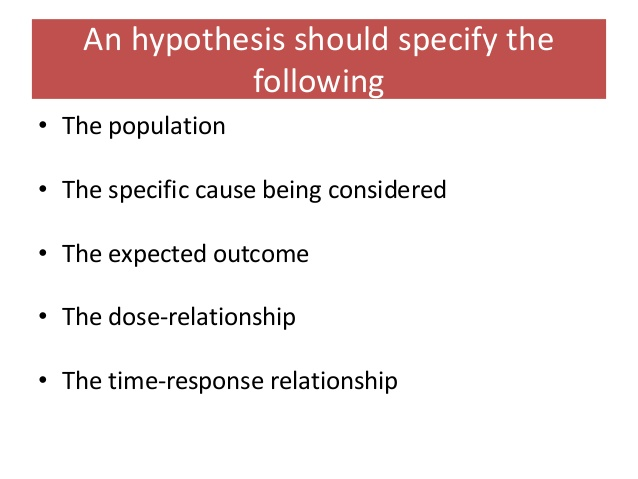 An hypothesis should specify the
following
• The population
• The specific cause being considered
• The expected outcome
• The dose-relationship
• The time-response relationship